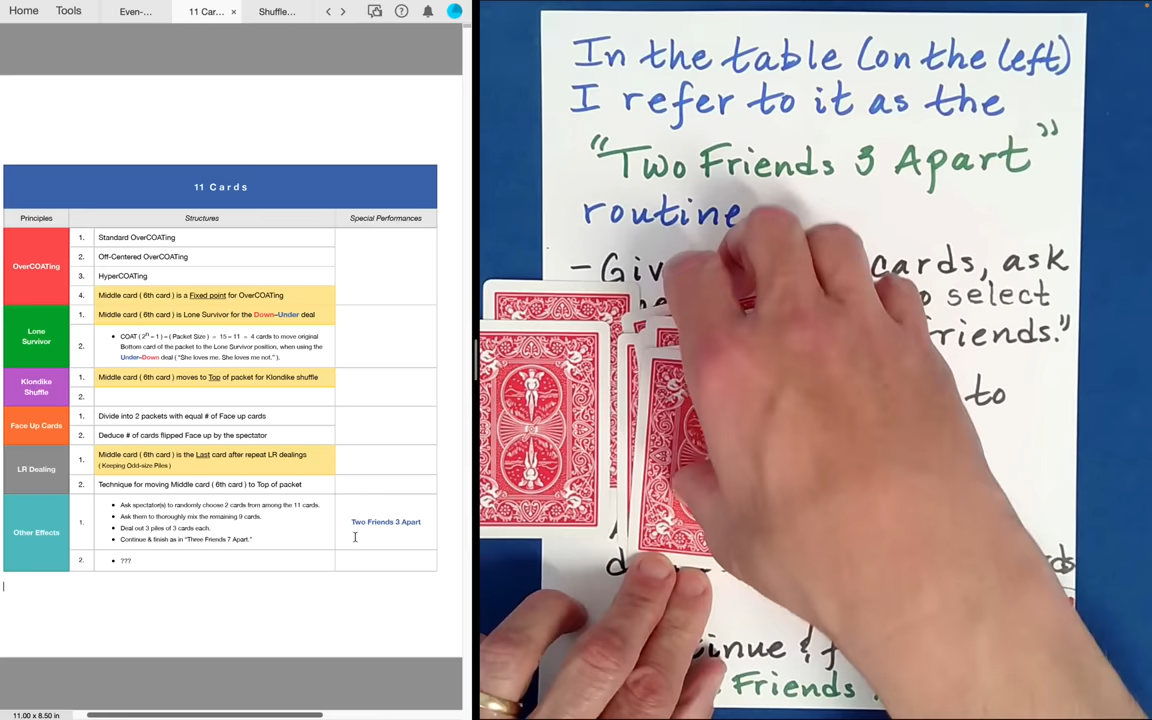 Home Tools Even-... 11 Car... × Shuffle...
11 Cards
Principles Structures Special Performances
OverCOATing
1. Standard OverCOATing
2. Off-Centered OverCOATing
3. HyperCOATing
4. Middle card ( 6th card ) is a Fixed point for OverCOATing
Lone
Survivor
1. Middle card ( 6th card ) is Lone Survivor for the Down–Under deal
2. • COAT ( 2ⁿ – 1 ) – ( Packet Size ) = 15 – 11 = 4 cards to move original
Bottom card of the packet to the Lone Survivor position, when using the
Under–Down deal ( "She loves me. She loves me not." ).
Klondike
Shuffle
1. Middle card ( 6th card ) moves to Top of packet for Klondike shuffle
2.
Face Up Cards
1. Divide into 2 packets with equal # of Face up cards
2. Deduce # of cards flipped Face up by the spectator
LR Dealing
1. Middle card ( 6th card ) is the Last card after repeat LR dealings
( Keeping Odd-size Piles )
2. Technique for moving Middle card ( 6th card ) to Top of packet
Other Effects
1. • Ask spectator(s) to randomly choose 2 cards from among the 11 cards.
• Ask them to thoroughly mix the remaining 9 cards.
• Deal out 3 piles of 3 cards each.
• Continue & finish as in "Three Friends 7 Apart."
Two Friends 3 Apart
2. • ???
11.00 x 8.50 in
In the table (on the left)
I refer to it as the
"Two Friends 3 Apart"
routine
- Giv cards, ask
select
friends."
to
&
Friends